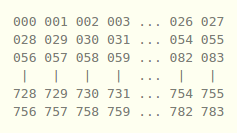 000 001 002 003 ... 026 027
028 029 030 031 ... 054 055
056 057 058 059 ... 082 083
| | | | ... | |
728 729 730 731 ... 754 755
756 757 758 759 ... 782 783